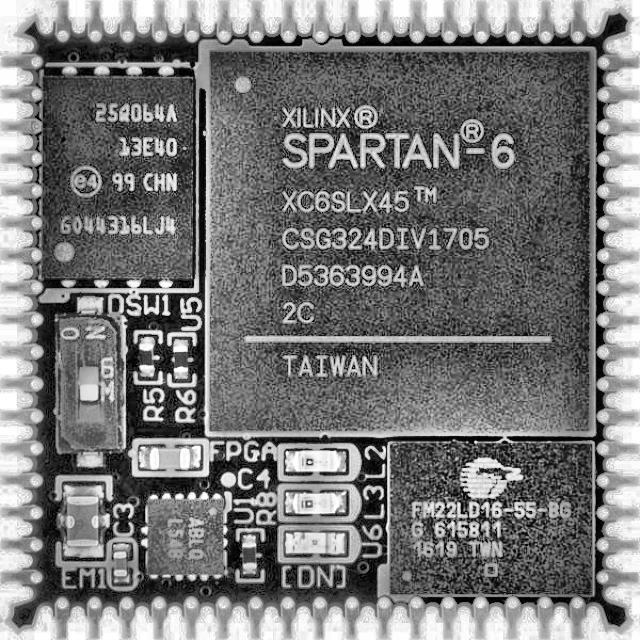 25Q064A
13E40
e4 99 CHN
6044316LJ4
XILINX®
SPARTAN®-6
XC6SLX45™
CSG324DIV1705
D5363994A
2C
TAIWAN
DSW1
U5
ON
R5
R6
FPGA
C4
L2
L3
R8
U1
U6
C3
EM1
[DN]
FM22LD16-55-BG
G 615811
1619 TWN